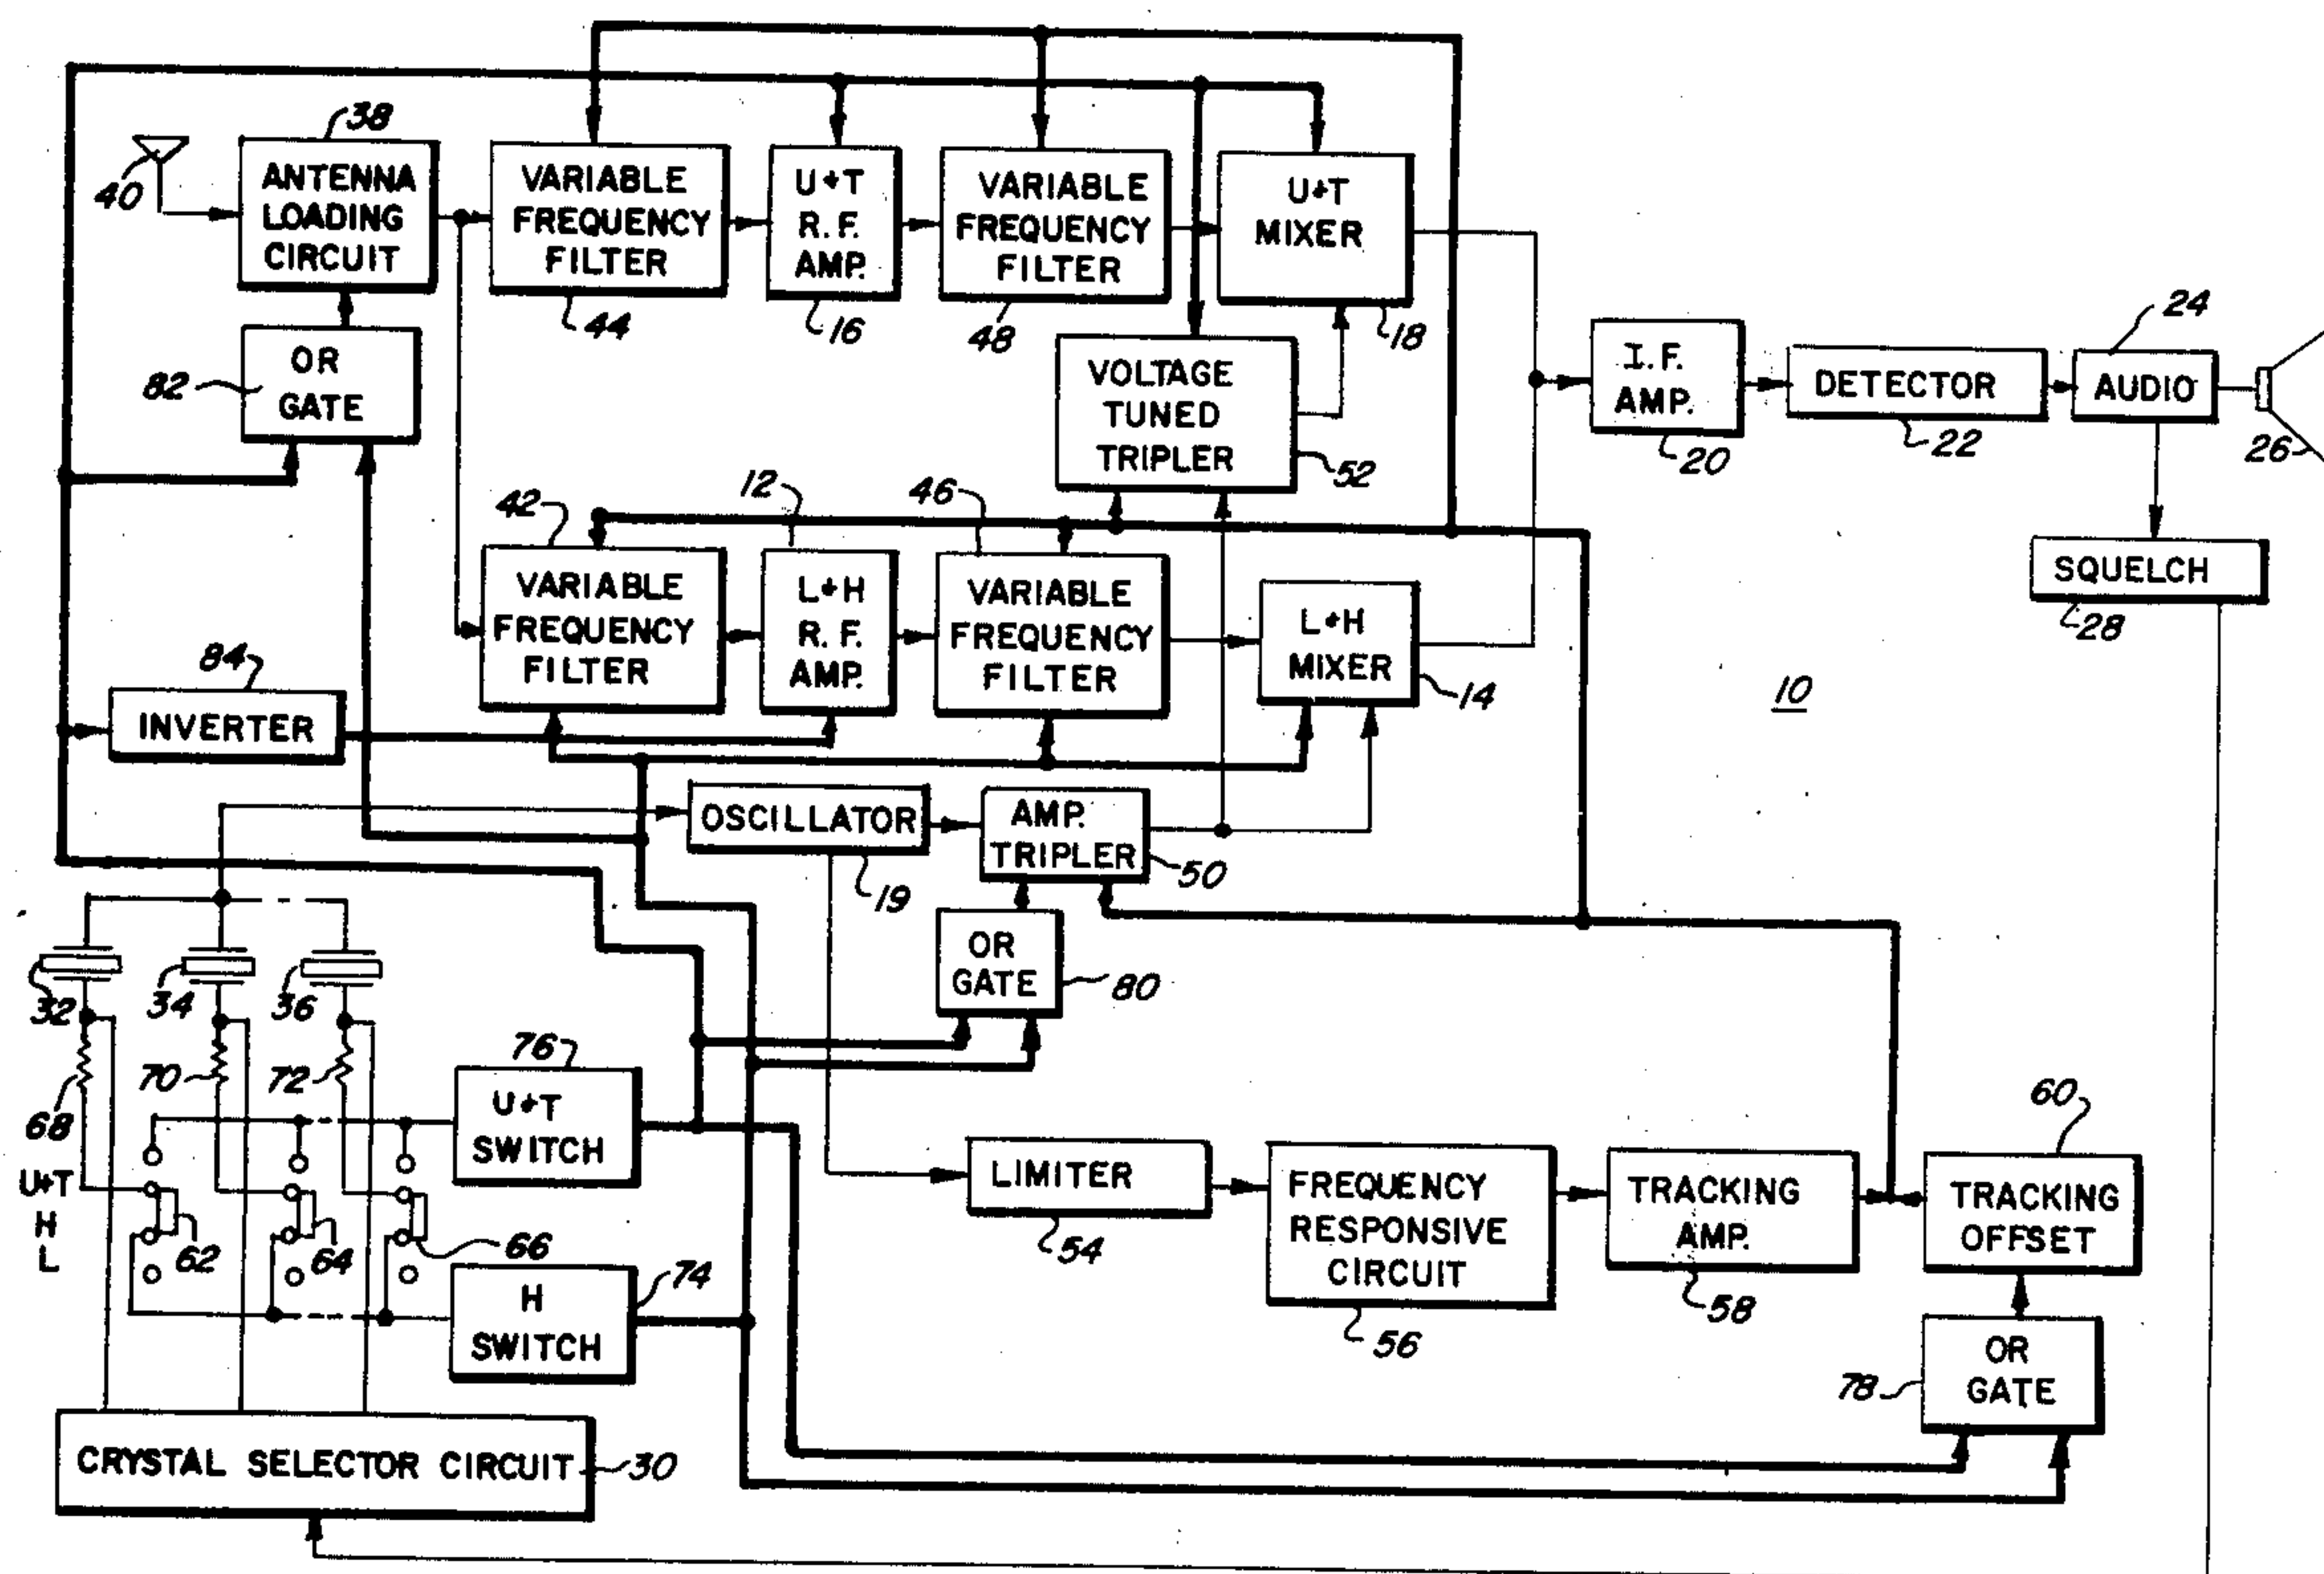 38
40
ANTENNA
LOADING
CIRCUIT
VARIABLE
FREQUENCY
FILTER
44
U+T
R.F.
AMP.
16
VARIABLE
FREQUENCY
FILTER
48
U+T
MIXER
18
OR
GATE
82
VOLTAGE
TUNED
TRIPLER
52
I.F.
AMP.
20
DETECTOR
22
24
AUDIO
26
SQUELCH
28
42
VARIABLE
FREQUENCY
FILTER
12
L+H
R.F.
AMP.
46
VARIABLE
FREQUENCY
FILTER
L+H
MIXER
14
10
84
INVERTER
OSCILLATOR
19
AMP.
TRIPLER
50
OR
GATE
80
32
34
36
68
70
72
U+T
H
L
62
64
66
76
U+T
SWITCH
H
SWITCH
74
LIMITER
54
FREQUENCY
RESPONSIVE
CIRCUIT
56
TRACKING
AMP.
58
60
TRACKING
OFFSET
OR
GATE
78
CRYSTAL SELECTOR CIRCUIT
30